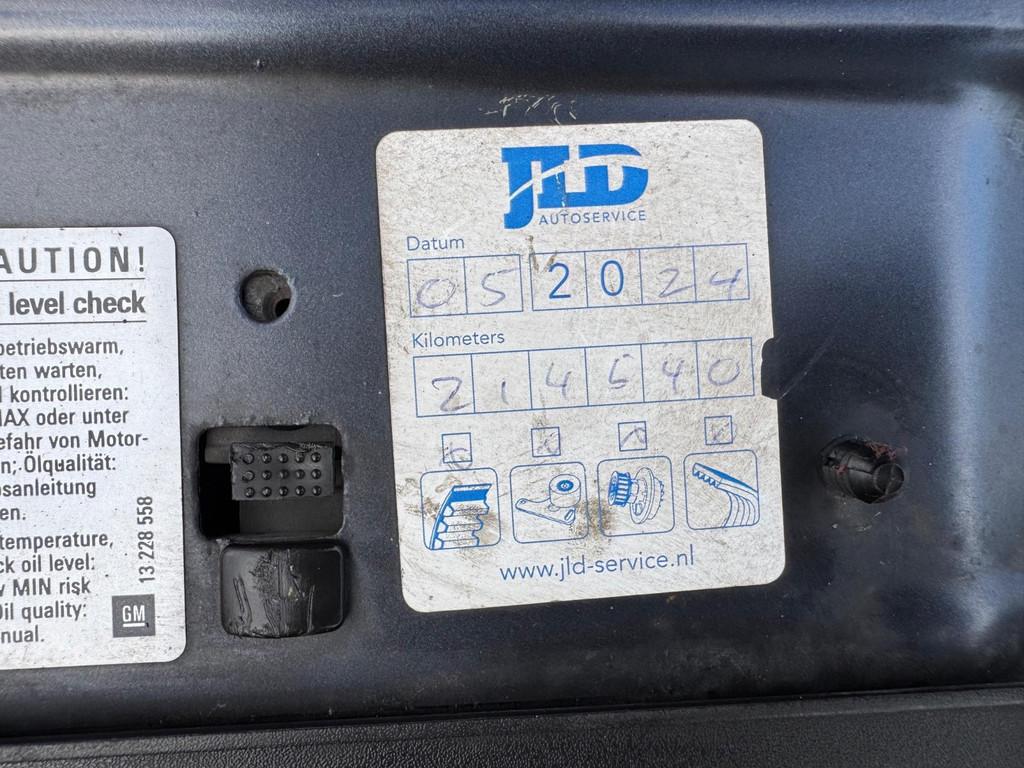 AUTION!
level check
betriebswarm,
ten warten,
kontrollieren:
MAX oder unter
efahr von Motor-
n; Ölqualität:
bsanleitung
en.
temperature,
ck oil level:
MIN risk
Oil quality:
nual.
13 228 558
GM
JLD
AUTOSERVICE
Datum
05 2024
Kilometers
214640
www.jld-service.nl